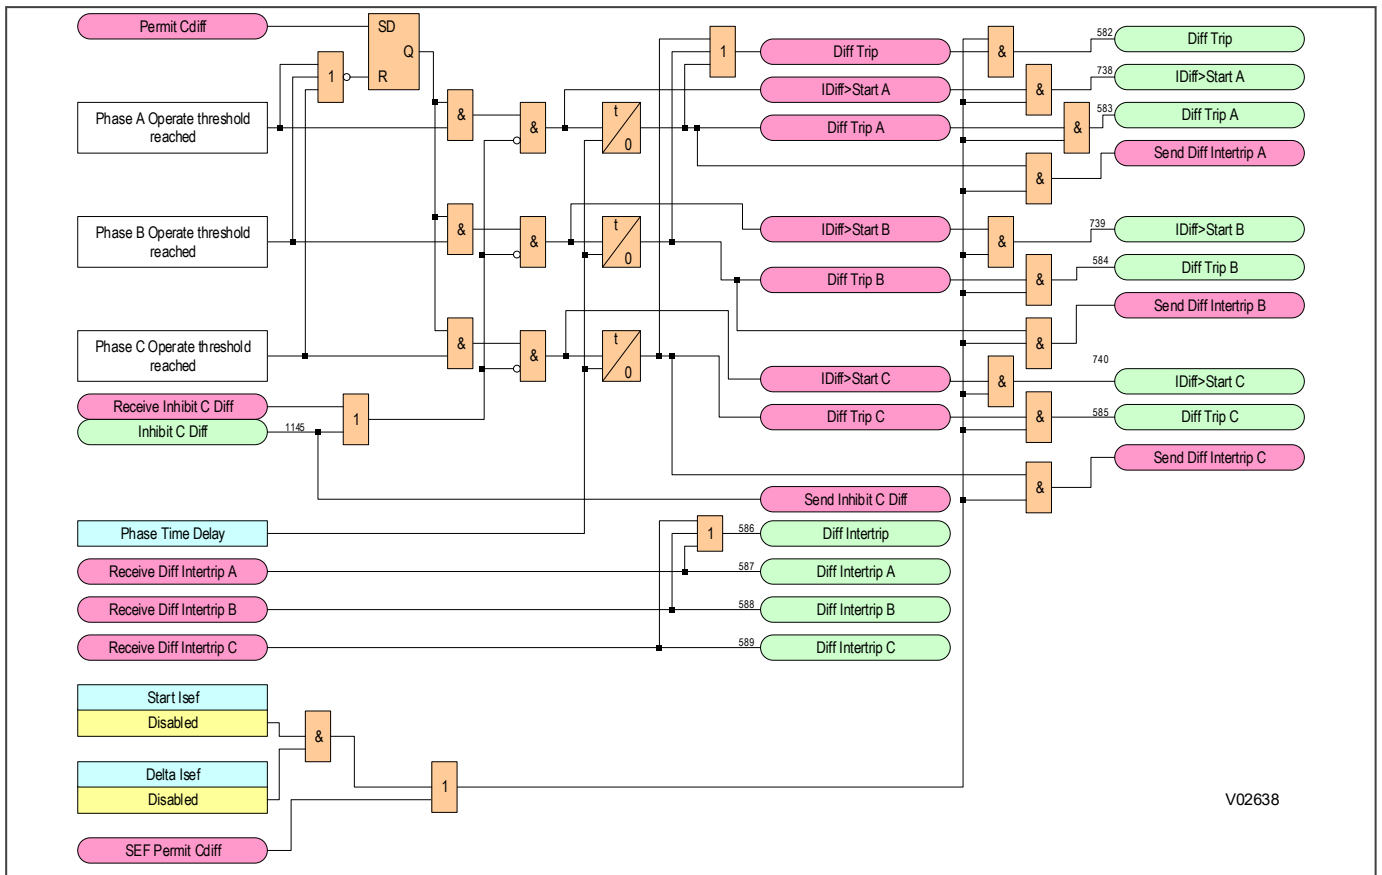 Permit Cdiff
SD
Q
R
1
Phase A Operate threshold
reached
&
&
t
0
1
Diff Trip
&
582
Diff Trip
IDiff>Start A
&
738
IDiff>Start A
Diff Trip A
&
583
Diff Trip A
&
Send Diff Intertrip A
Phase B Operate threshold
reached
&
&
t
0
IDiff>Start B
&
739
IDiff>Start B
Diff Trip B
&
584
Diff Trip B
&
Send Diff Intertrip B
Phase C Operate threshold
reached
&
&
t
0
IDiff>Start C
&
740
IDiff>Start C
Diff Trip C
&
585
Diff Trip C
&
Send Diff Intertrip C
Receive Inhibit C Diff
Inhibit C Diff
1145
1
Send Inhibit C Diff
Phase Time Delay
1
586
Diff Intertrip
Receive Diff Intertrip A
587
Diff Intertrip A
Receive Diff Intertrip B
588
Diff Intertrip B
Receive Diff Intertrip C
589
Diff Intertrip C
Start Isef
Disabled
&
Delta Isef
Disabled
1
SEF Permit Cdiff
V02638